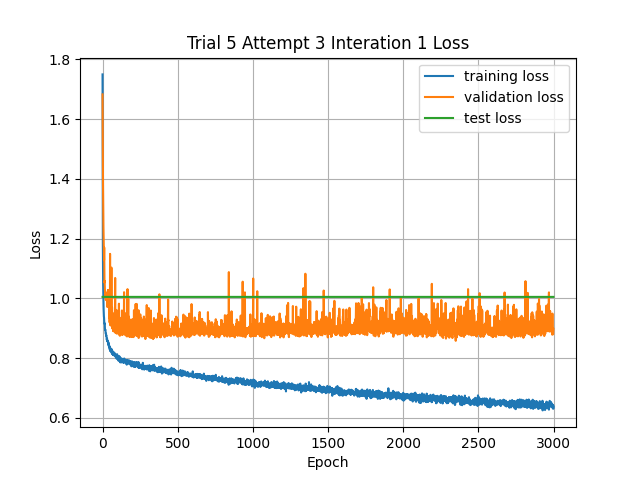 Trial 5 Attempt 3 Interation 1 Loss
training loss
validation loss
test loss
Loss
1.8
1.6
1.4
1.2
1.0
0.8
0.6
0
500
1000
1500
2000
2500
3000
Epoch